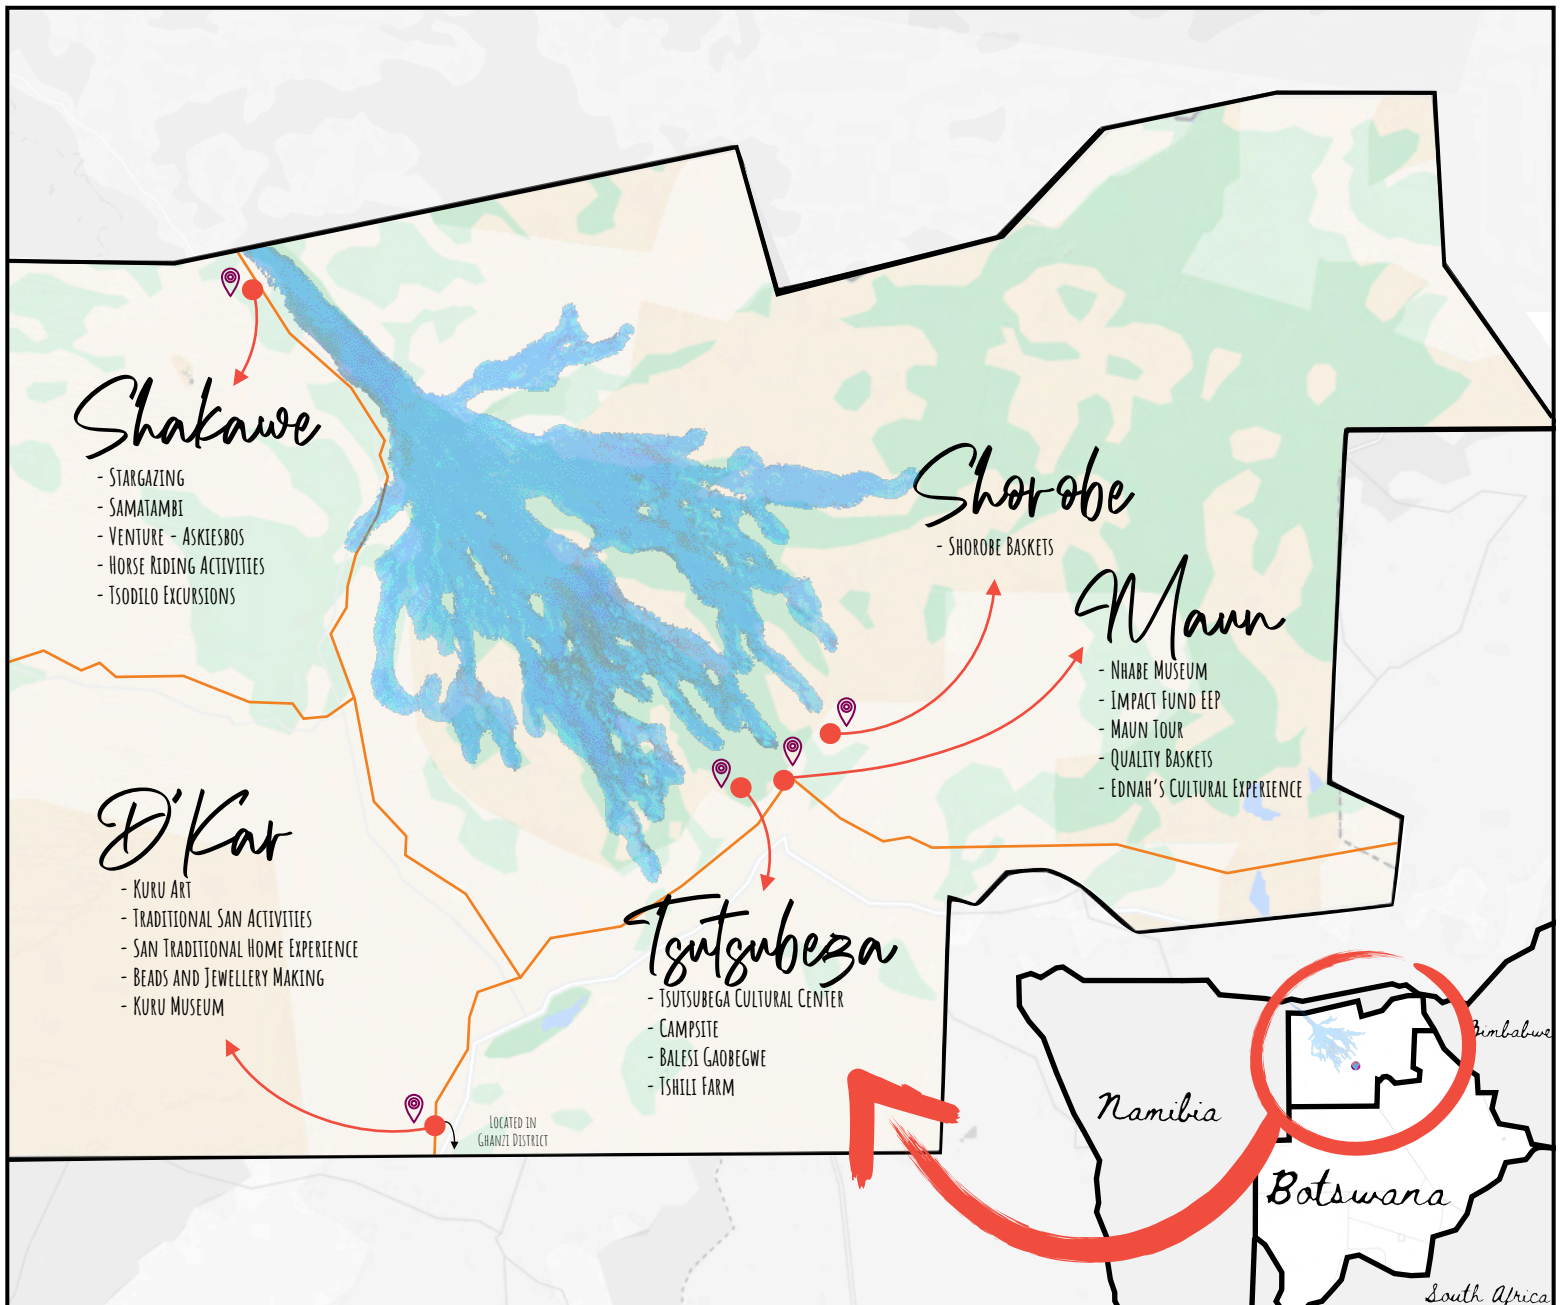 Shakawe
- Stargazing
- Samatambi
- Venture - Askiesbos
- Horse Riding Activities
- Tsodilo Excursions
Shorobe
- Shorobe Baskets
Maun
- Nhabe Museum
- Impact Fund EEP
- Maun Tour
- Quality Baskets
- Ednah's Cultural Experience
D'Kar
- Kuru Art
- Traditional San Activities
- San Traditional Home Experience
- Beads and Jewellery Making
- Kuru Museum
Tsutsubega
- Tsutsubega Cultural Center
- Campsite
- Balesi Gaobegwe
- Tshili Farm
Located in
Ghanzi District
Zimbabwe
Namibia
Botswana
South Africa